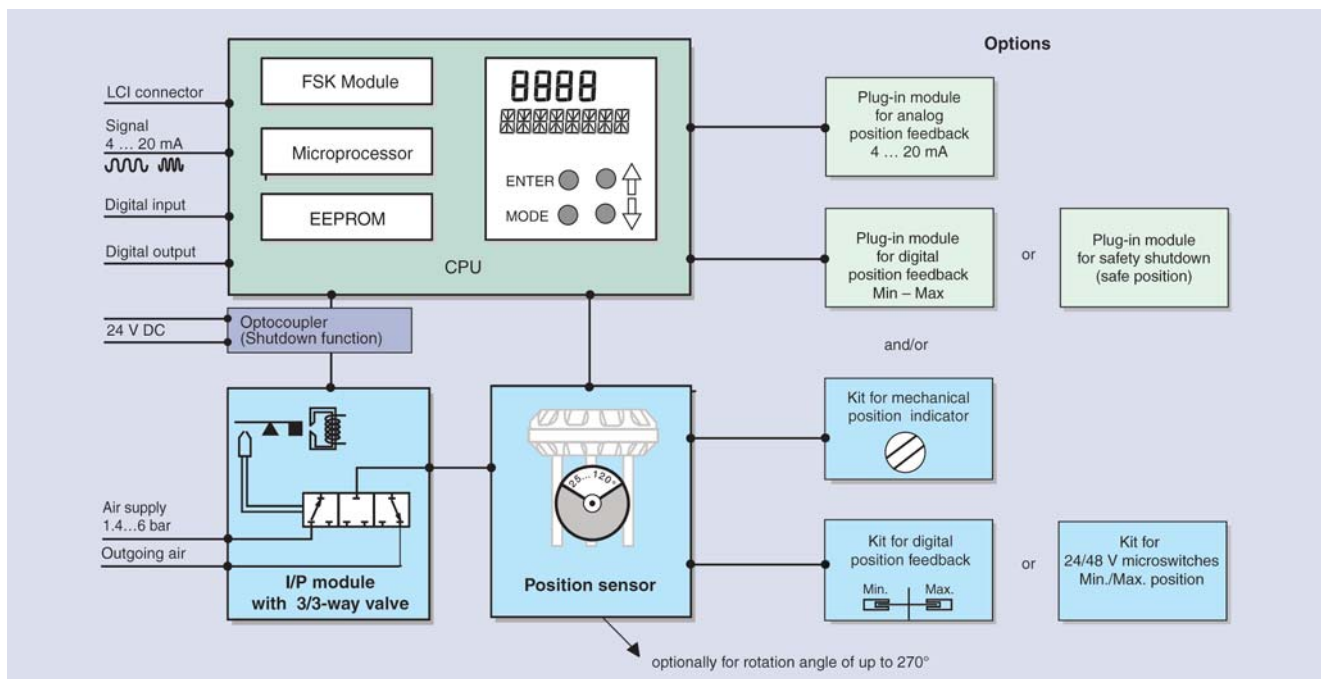 Options
LCI connector
Signal
4 ... 20 mA
Digital input
Digital output
FSK Module
Microprocessor
EEPROM
8888
ENTER
MODE
CPU
Plug-in module
for analog
position feedback
4 ... 20 mA
Plug-in module
for digital
position feedback
Min – Max
or
Plug-in module
for safety shutdown
(safe position)
24 V DC
Optocoupler
(Shutdown function)
and/or
Air supply
1.4...6 bar
Outgoing air
I/P module
with 3/3-way valve
25... 120°
Position sensor
Kit for mechanical
position indicator
Kit for digital
position feedback
Min. Max.
or
Kit for
24/48 V microswitches
Min./Max. position
optionally for rotation angle of up to 270°